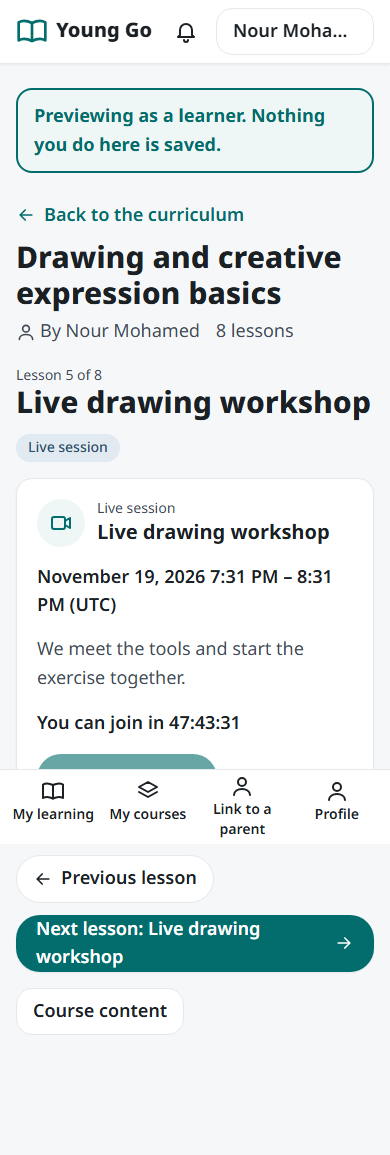 Young Go
Nour Moha...
Previewing as a learner. Nothing
you do here is saved.
← Back to the curriculum
Drawing and creative
expression basics
By Nour Mohamed 8 lessons
Lesson 5 of 8
Live drawing workshop
Live session
Live session
Live drawing workshop
November 19, 2026 7:31 PM – 8:31
PM (UTC)
We meet the tools and start the
exercise together.
You can join in 47:43:31
My learning
My courses
Link to a
parent
Profile
← Previous lesson
Next lesson: Live drawing
workshop →
Course content